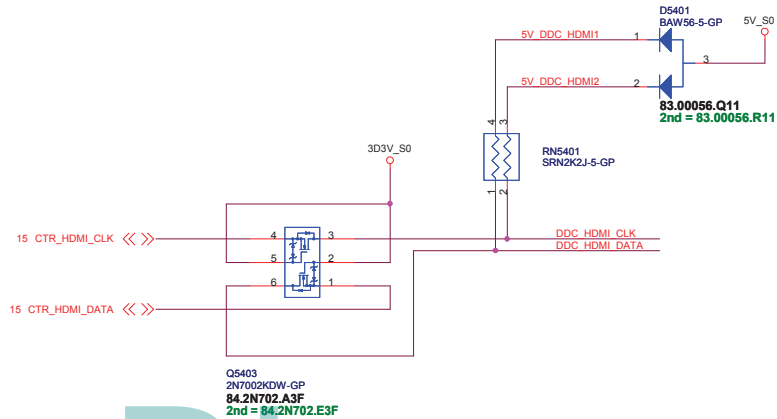 D5401
BAW56-5-GP
5V_S0
5V_DDC_HDMI1
1
3
5V_DDC_HDMI2
2
83.00056.Q11
2nd = 83.00056.R11
4
3
RN5401
SRN2K2J-5-GP
3D3V_S0
1
2
15 CTR_HDMI_CLK
4
3
DDC_HDMI_CLK
DDC_HDMI_DATA
5
2
6
1
15 CTR_HDMI_DATA
Q5403
2N7002KDW-GP
84.2N702.A3F
2nd = 84.2N702.E3F